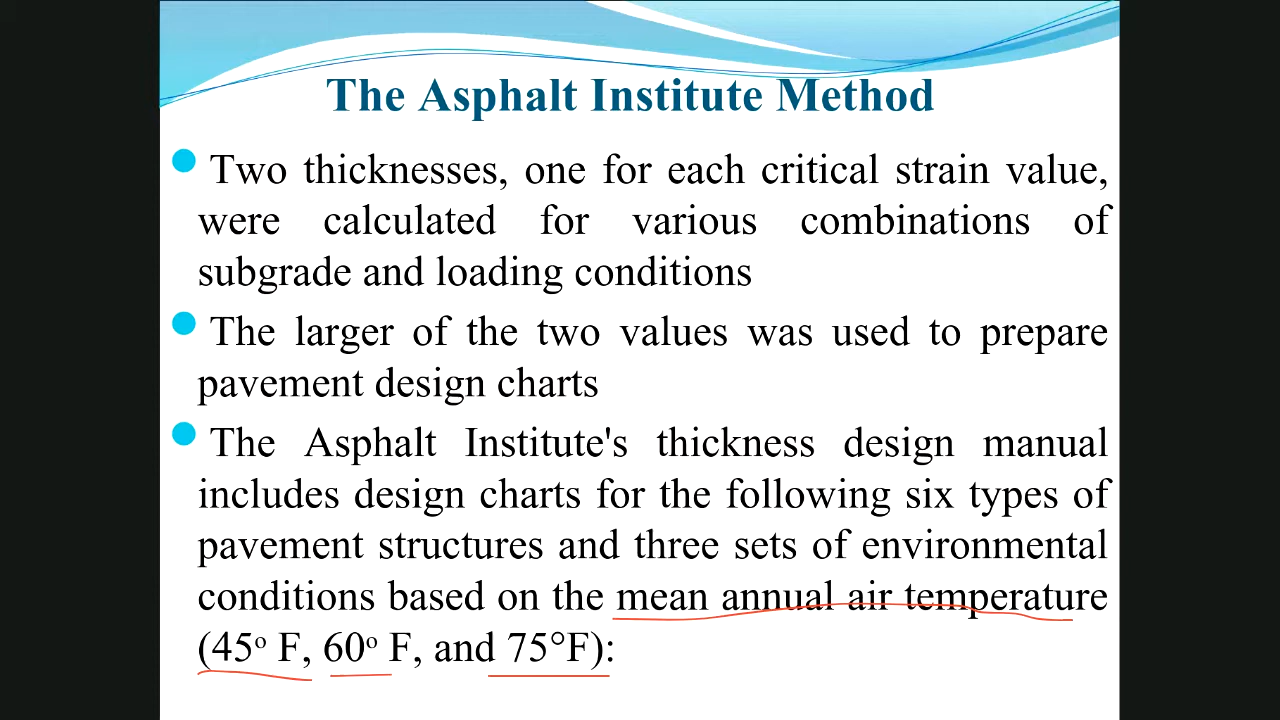 The Asphalt Institute Method
Two thicknesses, one for each critical strain value,
were calculated for various combinations of
subgrade and loading conditions
The larger of the two values was used to prepare
pavement design charts
The Asphalt Institute's thickness design manual
includes design charts for the following six types of
pavement structures and three sets of environmental
conditions based on the mean annual air temperature
(45º F, 60º F, and 75°F):